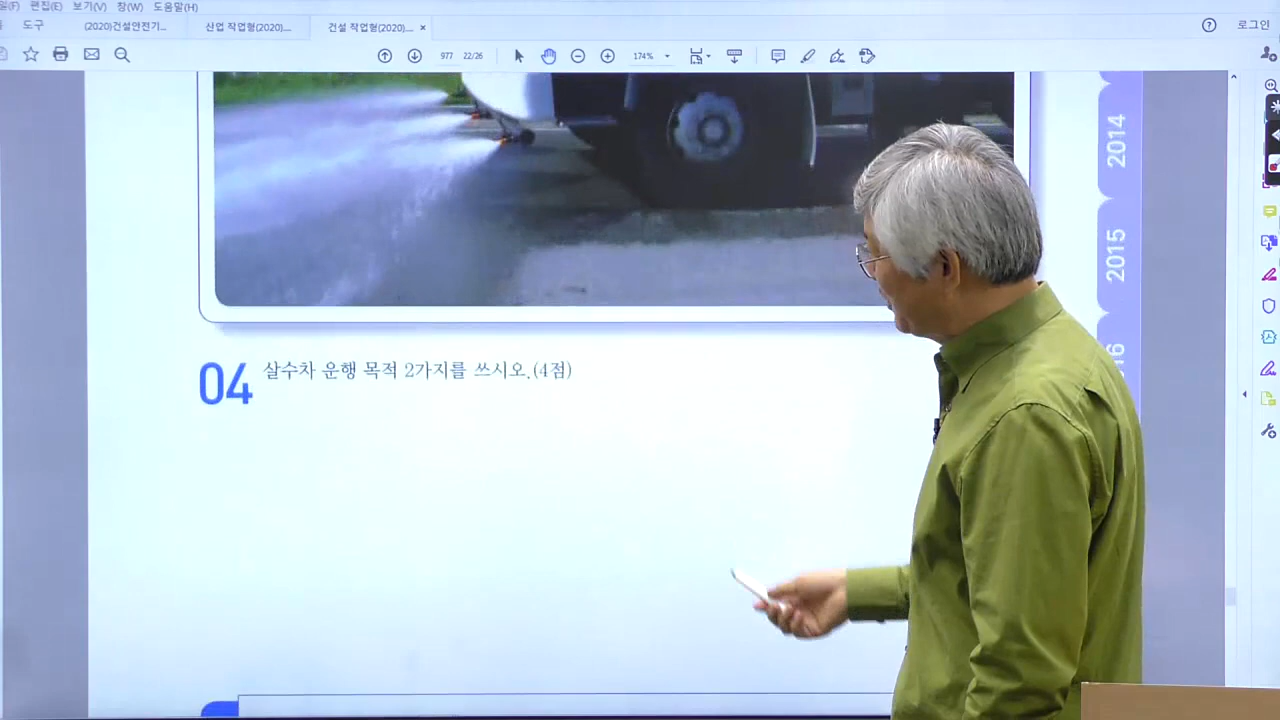 편집(E) 보기(V) 창(W) 도움말(H)
도구 (2020)건설안전기... 산업 작업형(2020).... 건설 작업형(2020).... × ? 로그인
977 22/26 174%
2014
2015
04 살수차 운행 목적 2가지를 쓰시오.(4점)